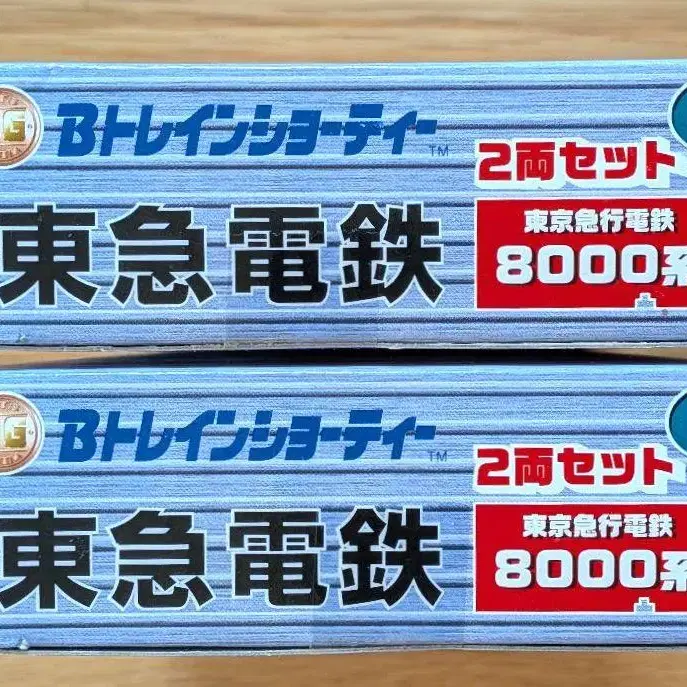 Bトレインショーティー TM
2両セット
東急電鉄
東京急行電鉄
8000系
Bトレインショーティー TM
2両セット
東急電鉄
東京急行電鉄
8000系